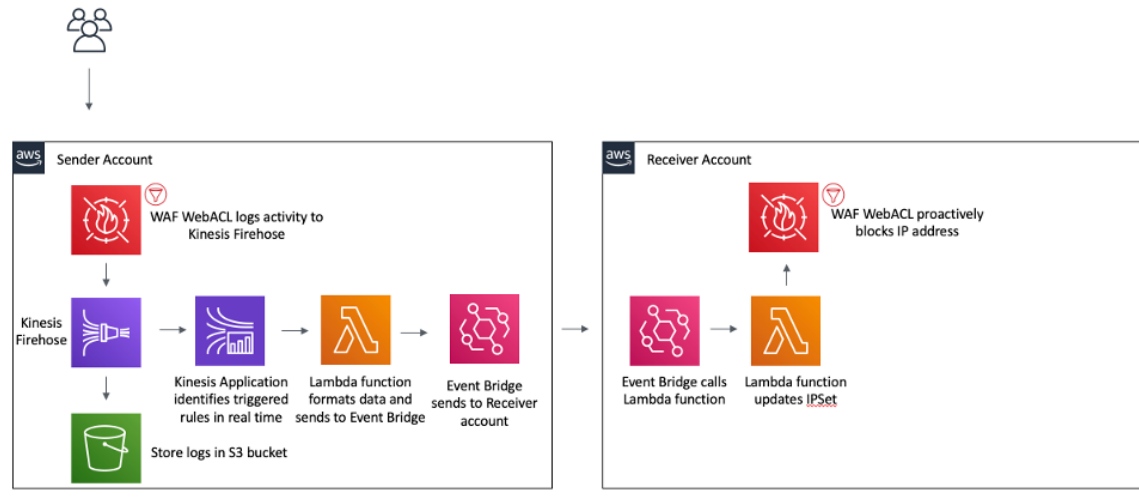 aws
Sender Account
WAF WebACL logs activity to
Kinesis Firehose
Kinesis
Firehose
Kinesis Application
identifies triggered
rules in real time
Lambda function
formats data and
sends to Event Bridge
Event Bridge
sends to Receiver
account
Store logs in S3 bucket
aws
Receiver Account
WAF WebACL proactively
blocks IP address
Event Bridge calls
Lambda function
Lambda function
updates IPSet